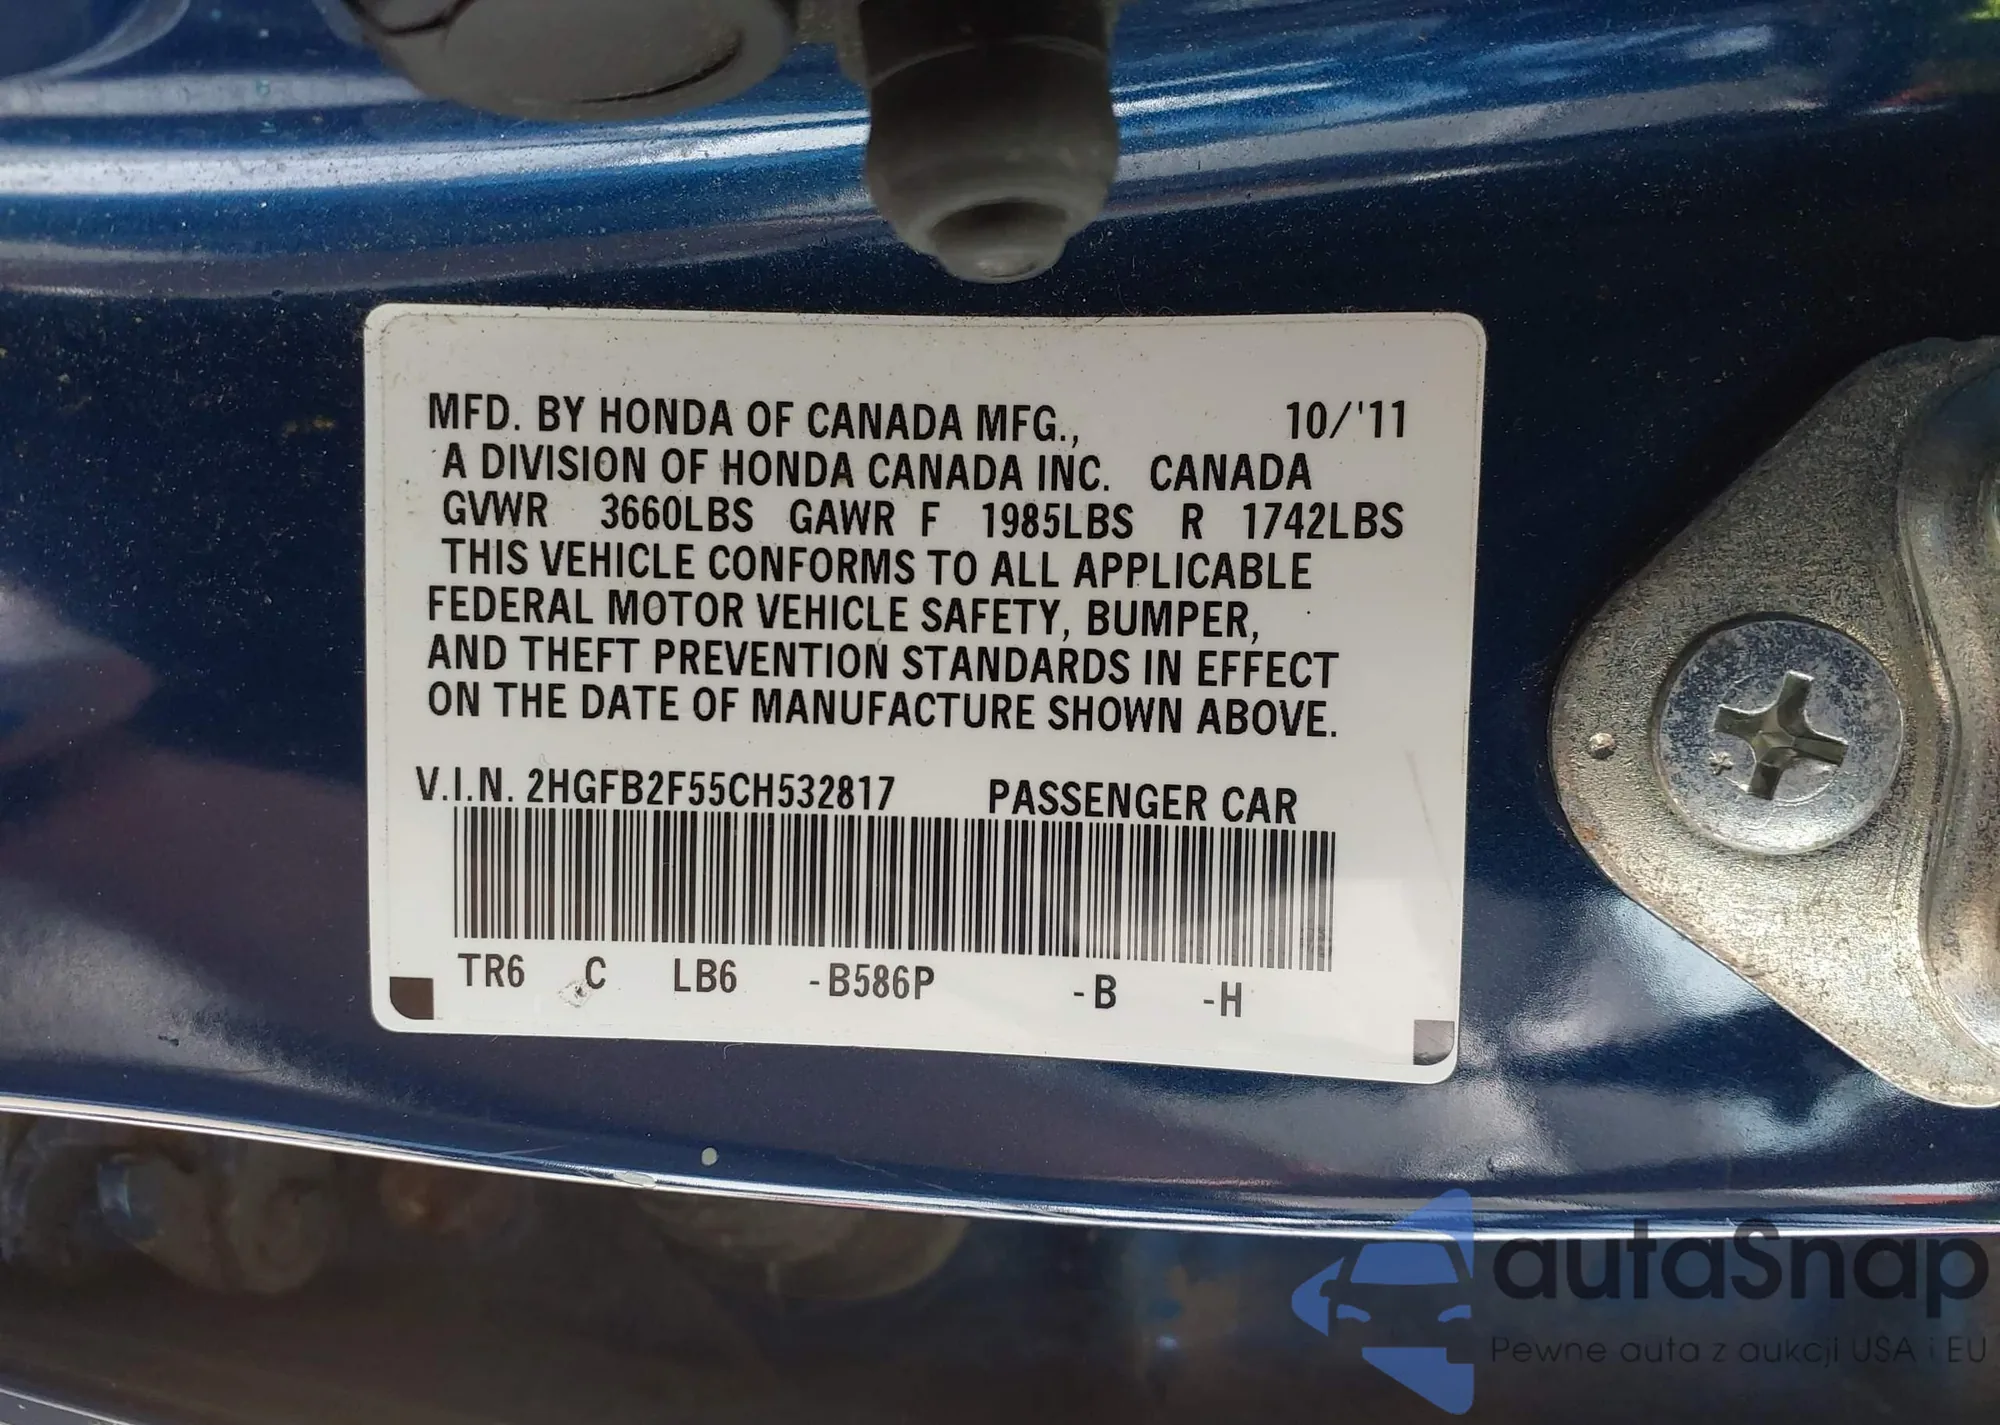 MFD. BY HONDA OF CANADA MFG., 10/'11
A DIVISION OF HONDA CANADA INC. CANADA
GVWR 3660LBS GAWR F 1985LBS R 1742LBS
THIS VEHICLE CONFORMS TO ALL APPLICABLE
FEDERAL MOTOR VEHICLE SAFETY, BUMPER,
AND THEFT PREVENTION STANDARDS IN EFFECT
ON THE DATE OF MANUFACTURE SHOWN ABOVE.
V.I.N. 2HGFB2F55CH532817 PASSENGER CAR
TR6 C LB6 -B586P -B -H
autoSnap
Pewne auta z aukcji USA i EU